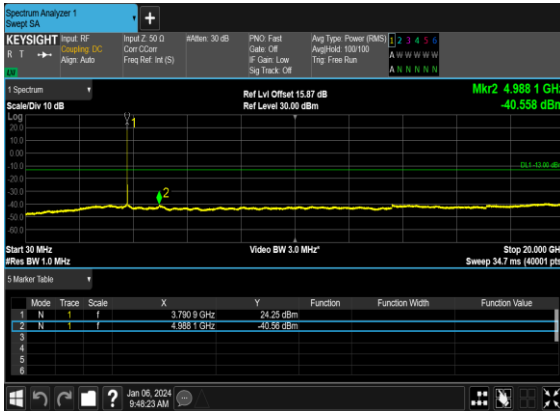 Spectrum Analyzer 1
Swept SA
+
KEYSIGHT
R T
Input: RF
Coupling: DC
Align: Auto
Input Z: 50 Ω
Corr CCorr
Freq Ref: Int (S)
#Atten: 30 dB
PNO: Fast
Gate: Off
IF Gain: Low
Sig Track: Off
Avg Type: Power (RMS)
Avg|Hold: 100/100
Trig: Free Run
1 2 3 4 5 6
A W W W W W
A N N N N N
1 Spectrum
Scale/Div 10 dB
Ref Lvl Offset 15.87 dB
Ref Level 30.00 dBm
Mkr2 4.988 1 GHz
-40.558 dBm
Log
20.0
10.0
0.00
-10.0
-20.0
-30.0
-40.0
-50.0
-60.0
1
2
DL1 -13.00 dBm
Start 30 MHz
#Res BW 1.0 MHz
Video BW 3.0 MHz*
Stop 20.000 GHz
Sweep 34.7 ms (40001 pts)
5 Marker Table
Mode Trace Scale X Y Function Function Width Function Value
1 N 1 f 3.790 9 GHz 24.25 dBm
2 N 1 f 4.988 1 GHz -40.56 dBm
3
4
5
6
?
Jan 06, 2024
9:48:23 AM